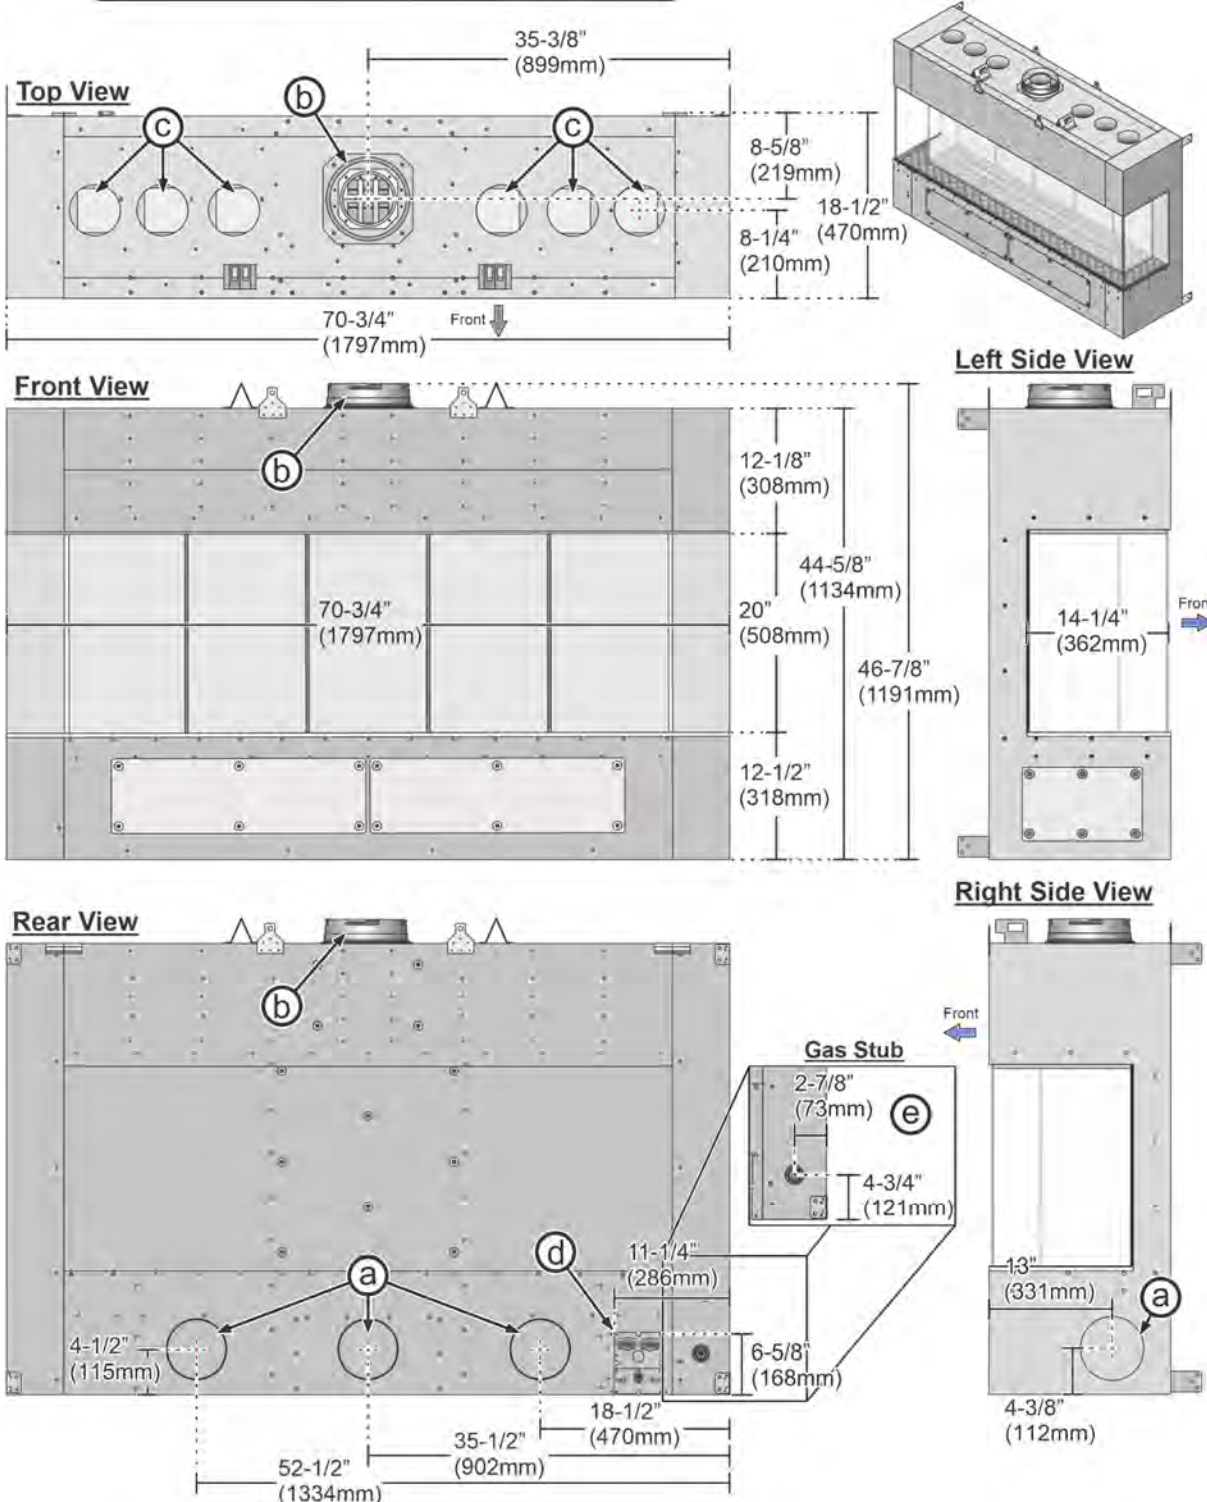 35-3/8"
(899mm)
Top View
b
c
c
8-5/8"
(219mm)
18-1/2"
(470mm)
8-1/4"
(210mm)
70-3/4"
(1797mm)
Front
Front View
Left Side View
b
12-1/8"
(308mm)
44-5/8"
(1134mm)
70-3/4"
(1797mm)
20"
(508mm)
14-1/4"
(362mm)
Front
46-7/8"
(1191mm)
12-1/2"
(318mm)
Rear View
Right Side View
b
Front
Gas Stub
2-7/8"
(73mm)
e
4-3/4"
(121mm)
d
11-1/4"
(286mm)
a
13"
(331mm)
a
4-1/2"
(115mm)
6-5/8"
(168mm)
18-1/2"
(470mm)
4-3/8"
(112mm)
35-1/2"
(902mm)
52-1/2"
(1334mm)